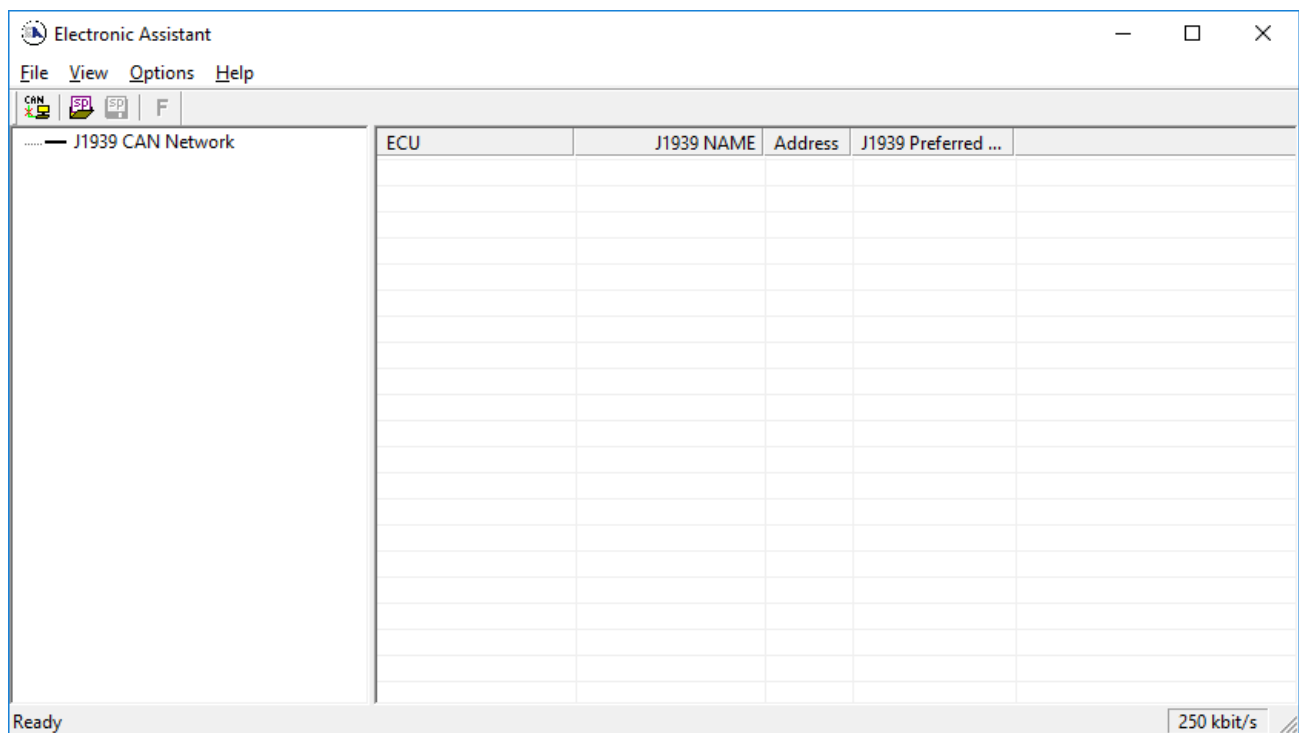 Electronic Assistant
File View Options Help
CAN SP SP F
J1939 CAN Network
ECU J1939 NAME Address J1939 Preferred ...
Ready 250 kbit/s